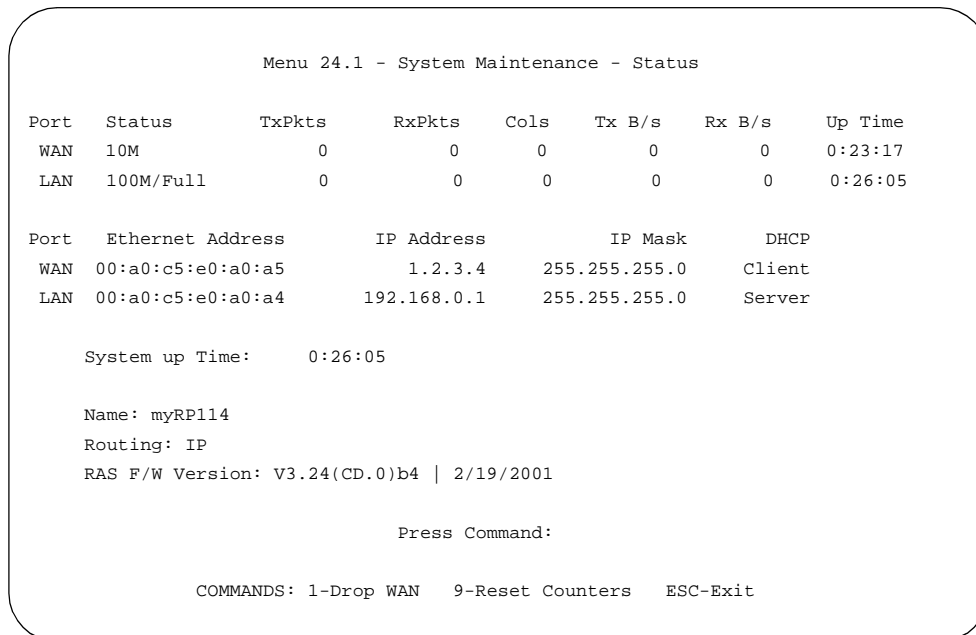 Menu 24.1 - System Maintenance - Status
Port Status TxPkts RxPkts Cols Tx B/s Rx B/s Up Time
WAN 10M 0 0 0 0 0 0:23:17
LAN 100M/Full 0 0 0 0 0 0:26:05
Port Ethernet Address IP Address IP Mask DHCP
WAN 00:a0:c5:e0:a0:a5 1.2.3.4 255.255.255.0 Client
LAN 00:a0:c5:e0:a0:a4 192.168.0.1 255.255.255.0 Server
System up Time: 0:26:05
Name: myRP114
Routing: IP
RAS F/W Version: V3.24(CD.0)b4 | 2/19/2001
Press Command:
COMMANDS: 1-Drop WAN 9-Reset Counters ESC-Exit